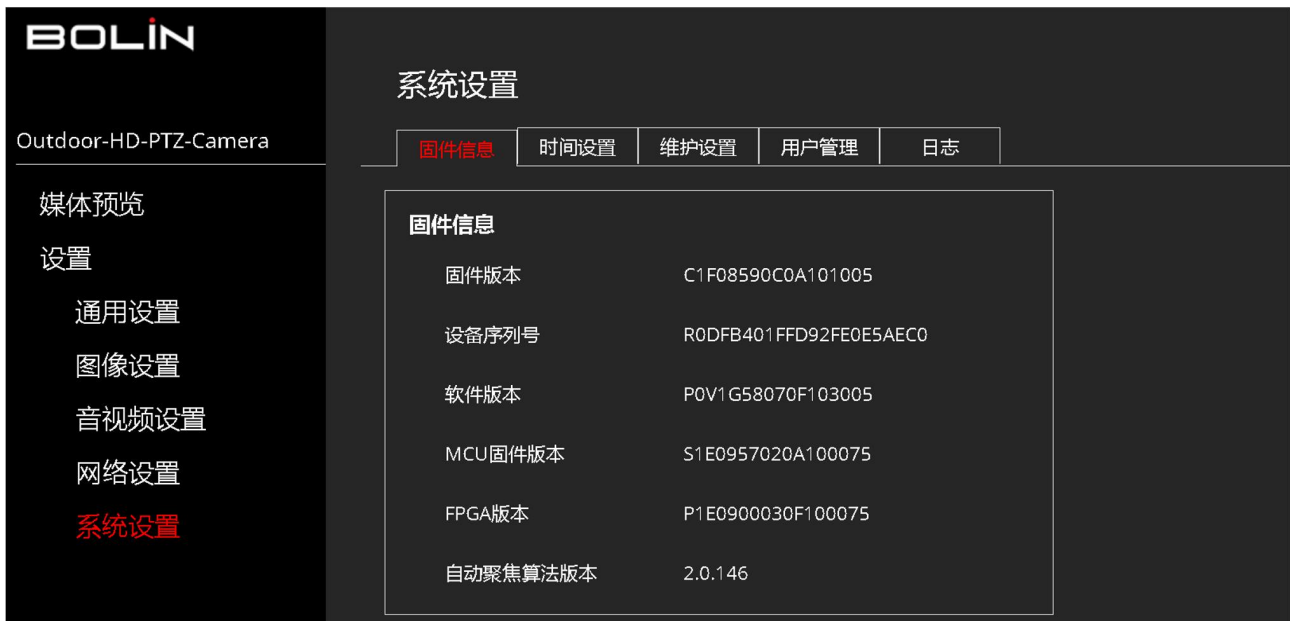 BOLIN
Outdoor-HD-PTZ-Camera
媒体预览
设置
通用设置
图像设置
音视频设置
网络设置
系统设置
系统设置
固件信息 时间设置 维护设置 用户管理 日志
固件信息
固件版本 C1F08590C0A101005
设备序列号 R0DFB401FFD92FE0E5AEC0
软件版本 P0V1G58070F103005
MCU固件版本 S1E0957020A100075
FPGA版本 P1E0900030F100075
自动聚焦算法版本 2.0.146